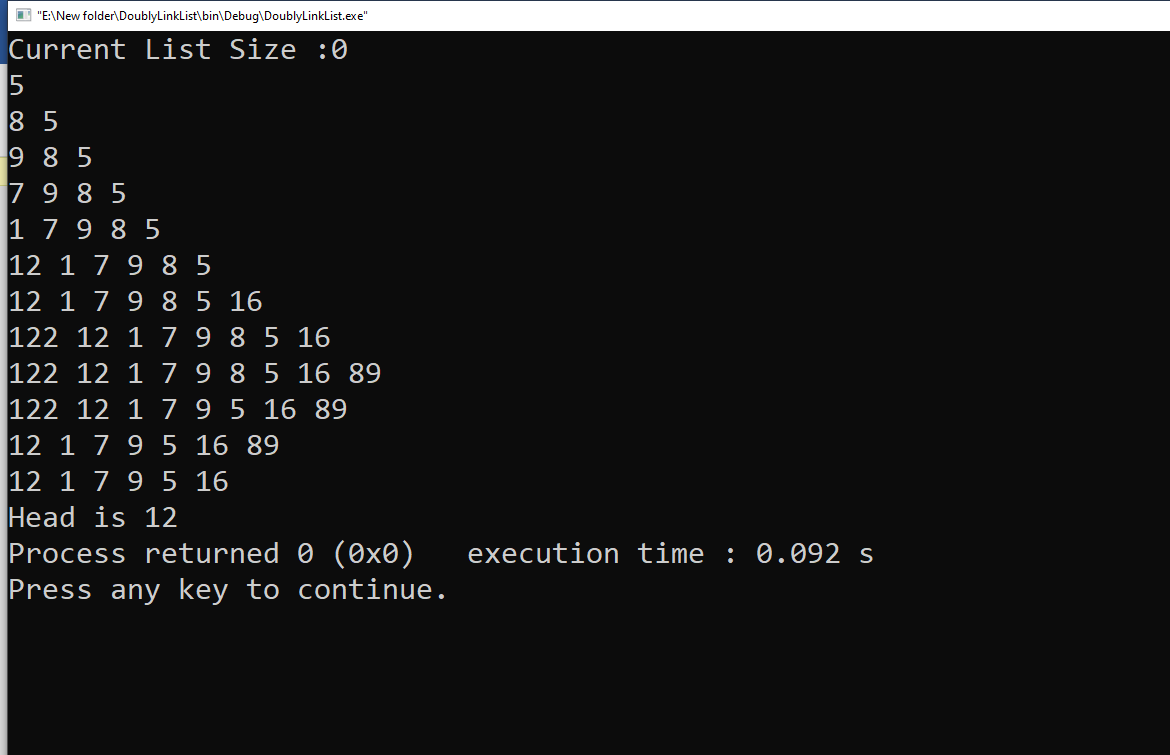 "E:\New folder\DoublyLinkList\bin\Debug\DoublyLinkList.exe"
Current List Size :0
5
8 5
9 8 5
7 9 8 5
1 7 9 8 5
12 1 7 9 8 5
12 1 7 9 8 5 16
122 12 1 7 9 8 5 16
122 12 1 7 9 8 5 16 89
122 12 1 7 9 5 16 89
12 1 7 9 5 16 89
12 1 7 9 5 16
Head is 12
Process returned 0 (0x0)   execution time : 0.092 s
Press any key to continue.